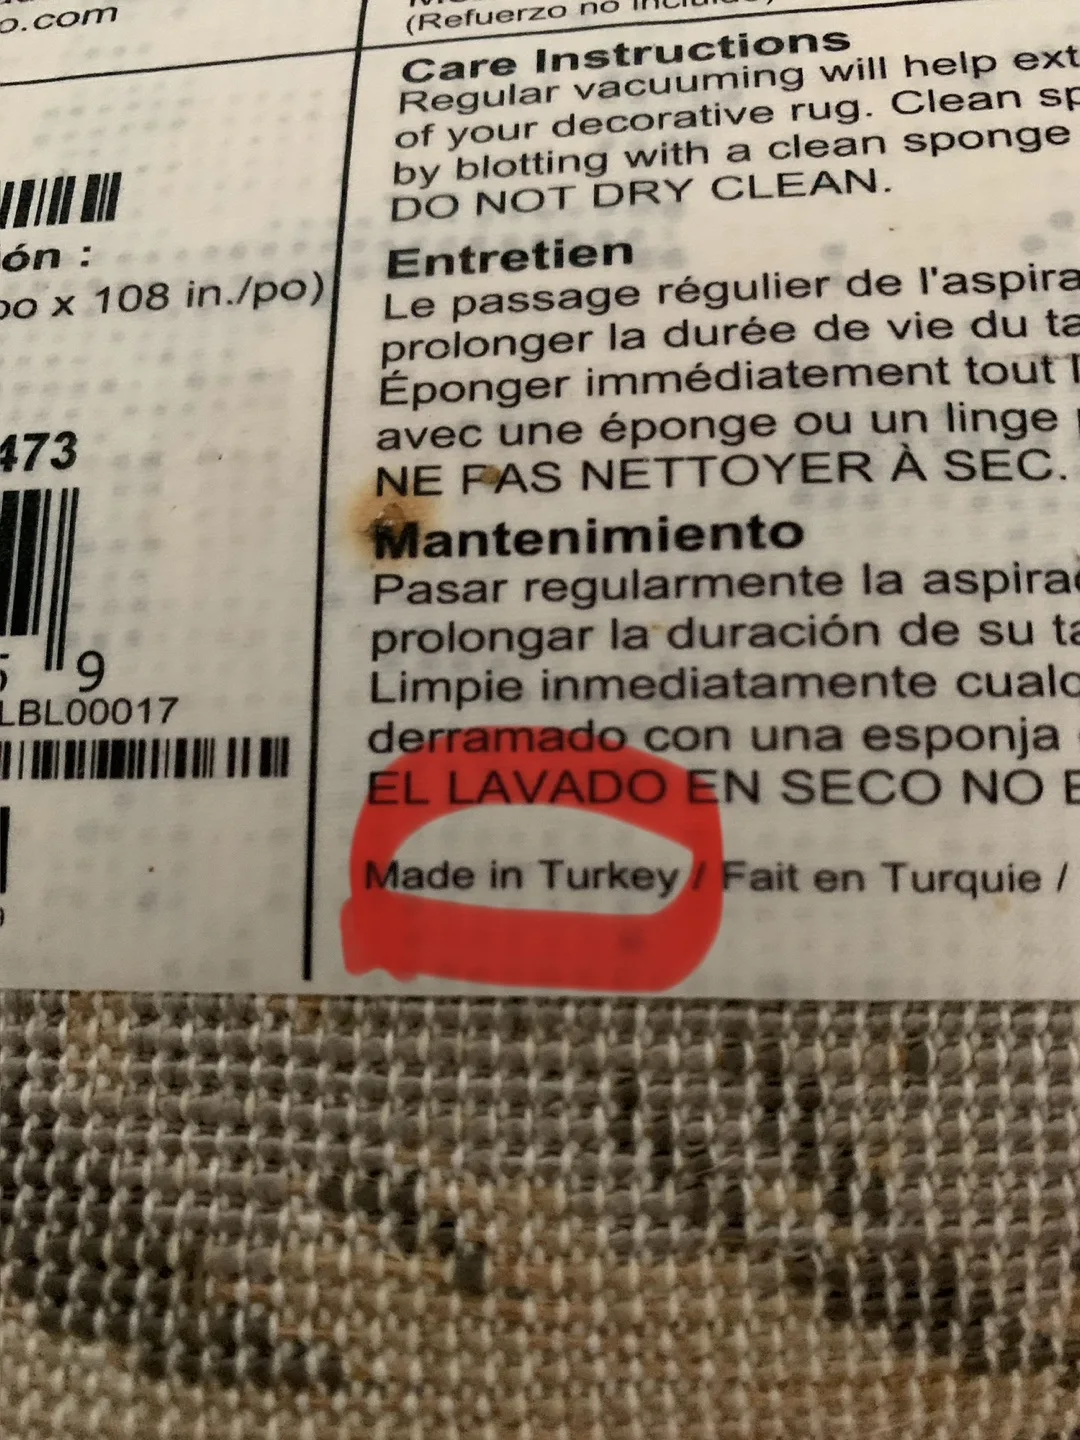 o.com
(Refuerzo no
Care Instructions
Regular vacuuming will help ext
of your decorative rug. Clean sp
by blotting with a clean sponge
DO NOT DRY CLEAN.
ón :
po x 108 in./po)
Entretien
Le passage régulier de l'aspira
prolonger la durée de vie du ta
Éponger immédiatement tout l
avec une éponge ou un linge
NE PAS NETTOYER À SEC.
473
Mantenimiento
Pasar regularmente la aspirad
prolongar la duración de su ta
Limpie inmediatamente cualq
derramado con una esponja
EL LAVADO EN SECO NO E
9
LBL00017
Made in Turkey / Fait en Turquie /